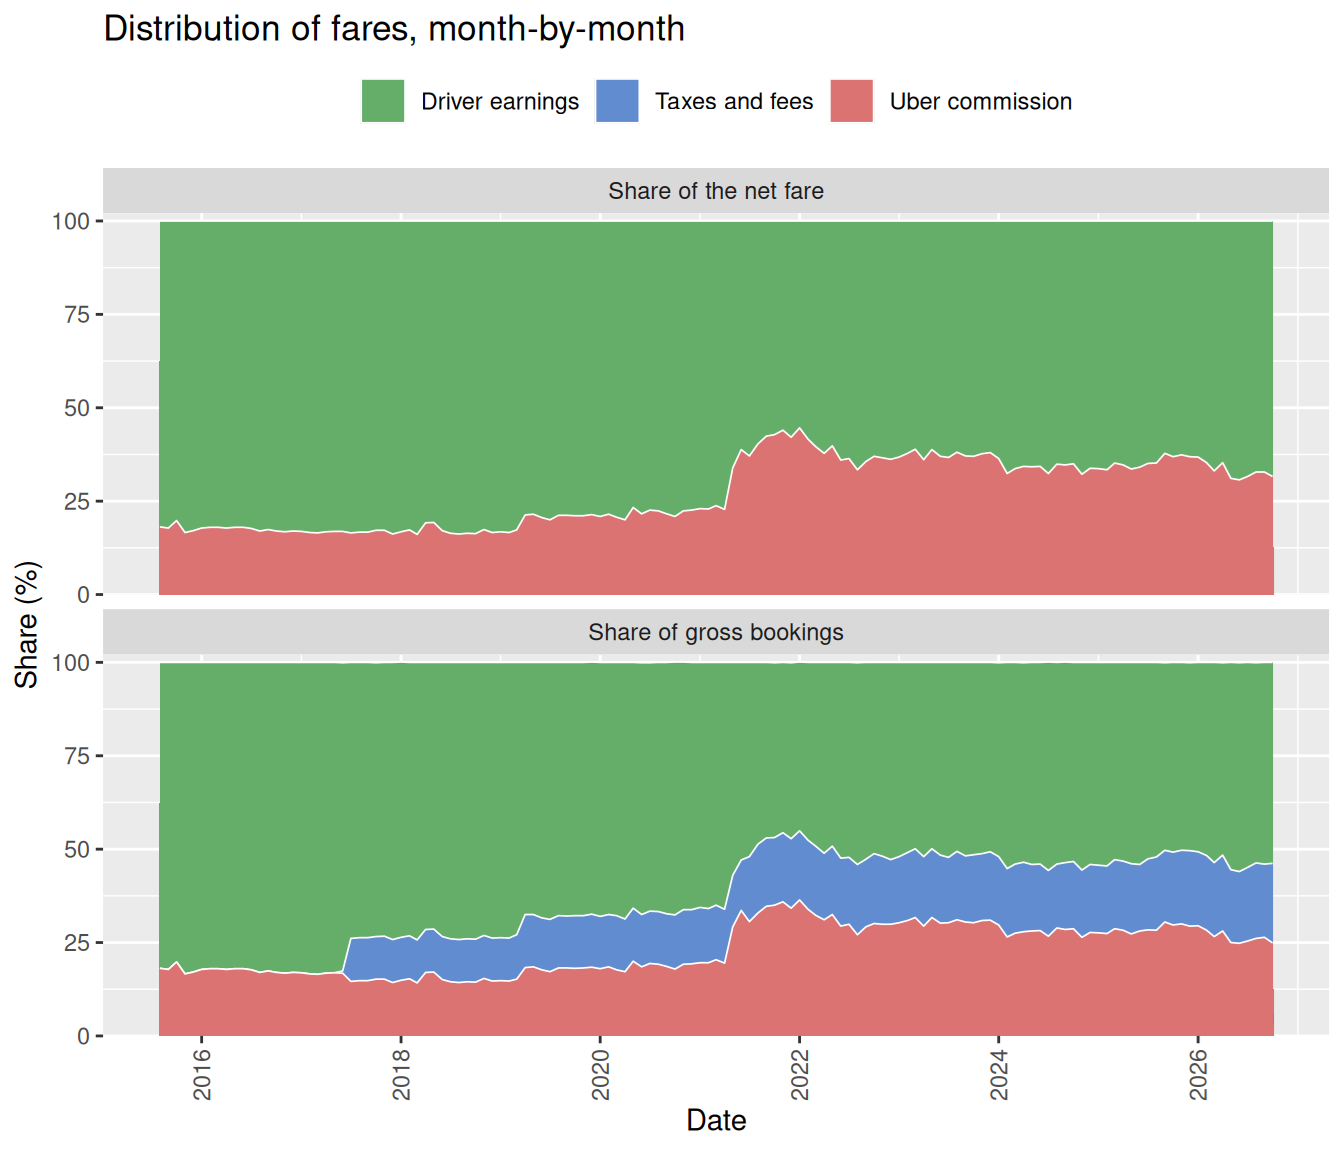 Distribution of fares, month-by-month
Driver earnings Taxes and fees Uber commission
Share of the net fare
100
75
50
25
0
Share of gross bookings
100
75
50
25
0
Share (%)
2016 2018 2020 2022 2024 2026
Date